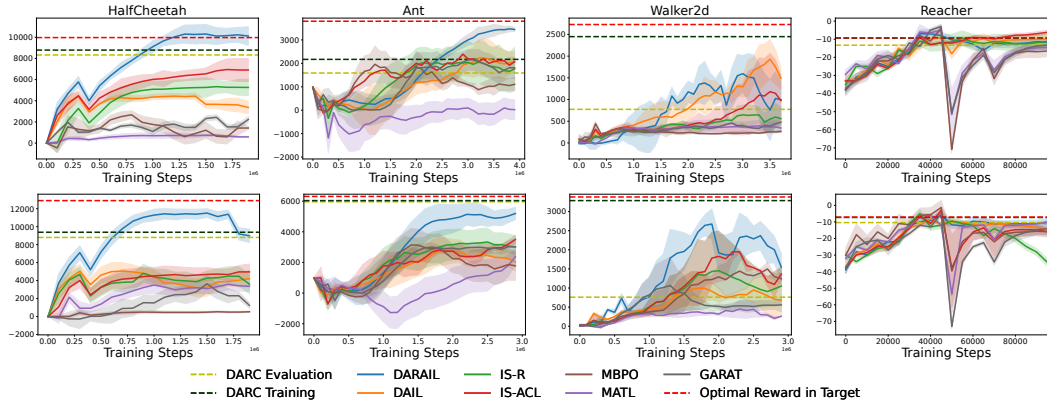 HalfCheetah Ant Walker2d Reacher
10000
8000
6000
4000
2000
0
0.0 0.25 0.50 0.75 1.00 1.25 1.50 1.75
1e6
Training Steps
3000
2000
1000
0
−1000
−2000
0.0 0.5 1.0 1.5 2.0 2.5 3.0 3.5 4.0
1e6
Training Steps
2500
2000
1500
1000
500
0
0.0 0.5 1.0 1.5 2.0 2.5 3.0 3.5
1e6
Training Steps
0
−10
−20
−30
−40
−50
−60
−70
0 20000 40000 60000 80000
Training Steps
12000
10000
8000
6000
4000
2000
0
−2000
0.00 0.25 0.50 0.75 1.00 1.25 1.50 1.75
1e6
Training Steps
6000
4000
2000
0
−2000
0.0 0.5 1.0 1.5 2.0 2.5 3.0
1e6
Training Steps
3500
3000
2500
2000
1500
1000
500
0
0.0 0.5 1.0 1.5 2.0 2.5 3.0
1e6
Training Steps
0
−10
−20
−30
−40
−50
−60
−70
0 20000 40000 60000 80000
Training Steps
DARC Evaluation DARAIL IS-R MBPO GARAT
DARC Training DAIL IS-ACL MATL Optimal Reward in Target